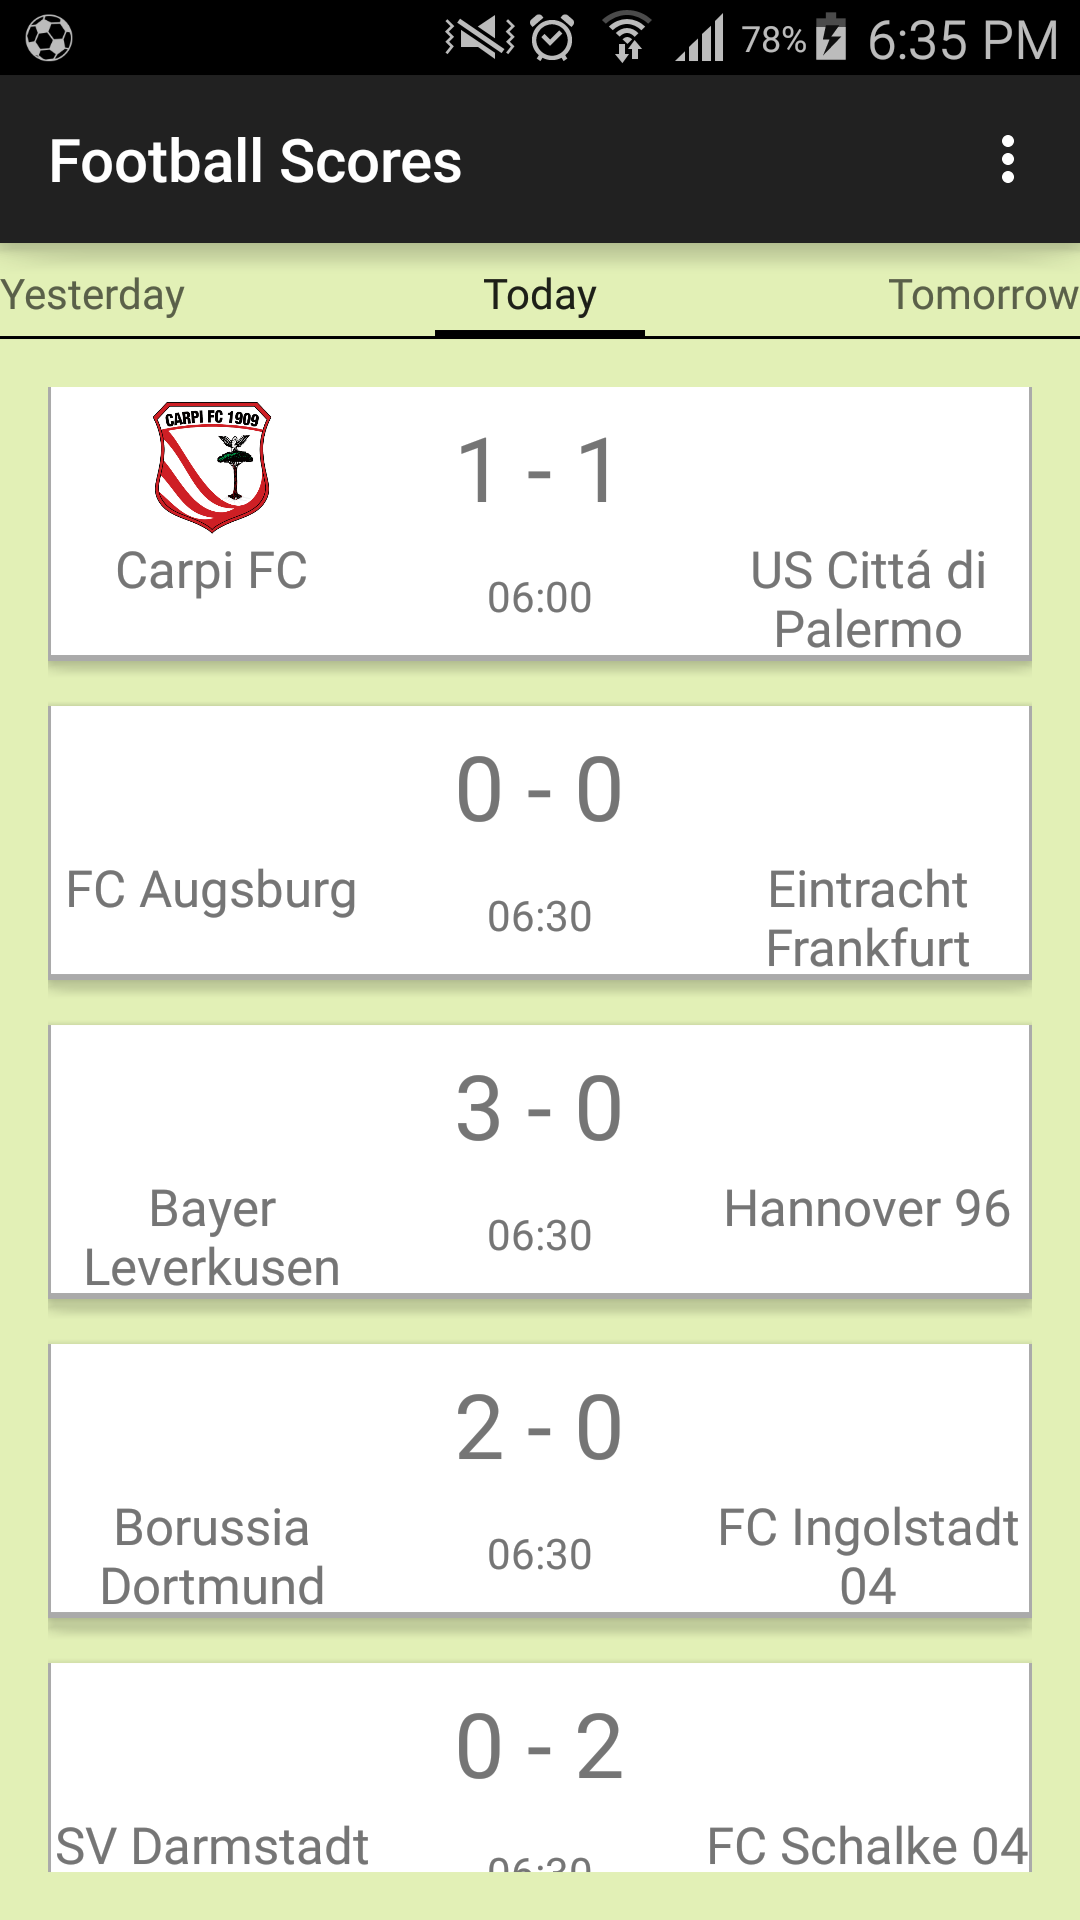 78% 6:35 PM
Football Scores
Yesterday Today Tomorrow
CARPI FC 1909
1 - 1
Carpi FC
06:00
US Cittá di
Palermo
0 - 0
FC Augsburg
06:30
Eintracht
Frankfurt
3 - 0
Bayer
Leverkusen
06:30
Hannover 96
2 - 0
Borussia
Dortmund
06:30
FC Ingolstadt
04
0 - 2
SV Darmstadt
06:30
FC Schalke 04